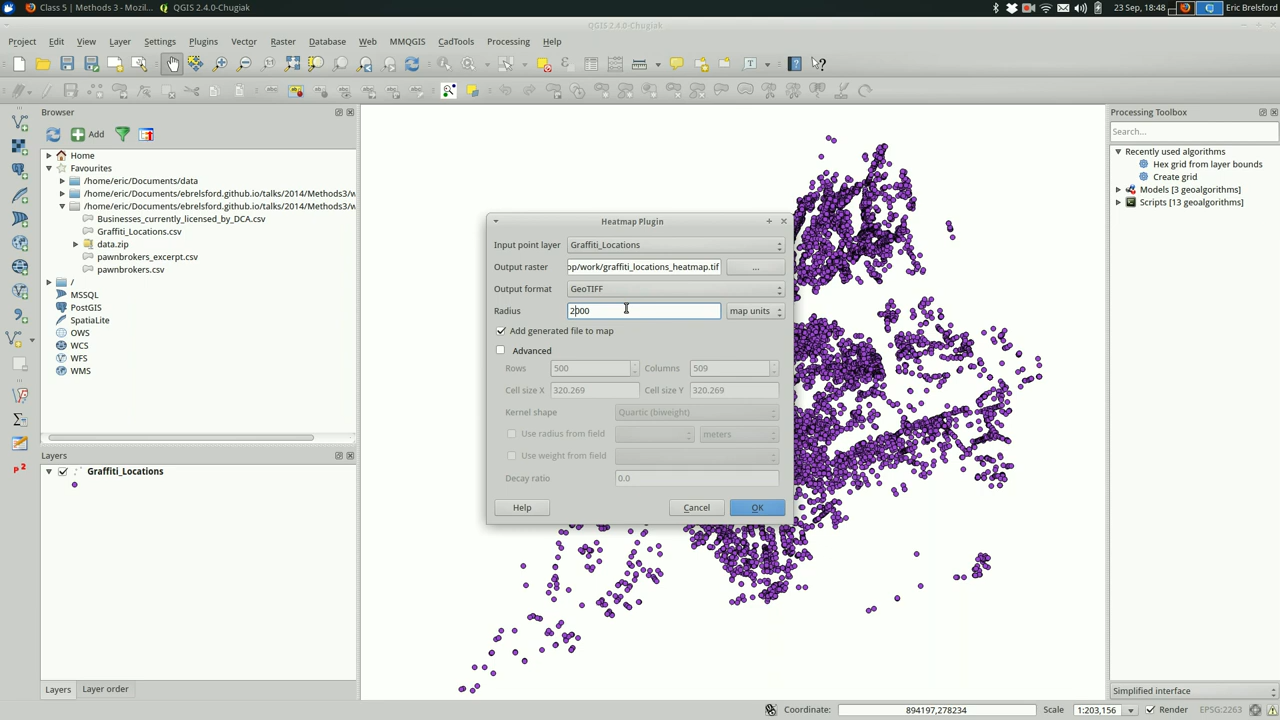 Class 5 | Methods 3 - Mozil...
QGIS 2.4.0-Chugiak
23 Sep, 18:48
Eric Brelsford
QGIS 2.4.0-Chugiak
Project Edit View Layer Settings Plugins Vector Raster Database Web MMQGIS CadTools Processing Help
Browser
Add
Home
Favourites
/home/eric/Documents/data
/home/eric/Documents/ebrelsford.github.io/talks/2014/Methods3/w
/home/eric/Documents/ebrelsford.github.io/talks/2014/Methods3/w
Businesses_currently_licensed_by_DCA.csv
Graffiti_Locations.csv
data.zip
pawnbrokers_excerpt.csv
pawnbrokers.csv
/
MSSQL
PostGIS
SpatiaLite
OWS
WCS
WFS
WMS
Layers
Graffiti_Locations
Layers Layer order
Heatmap Plugin
Input point layer Graffiti_Locations
Output raster op/work/graffiti_locations_heatmap.tif ...
Output format GeoTIFF
Radius 2000 map units
Add generated file to map
Advanced
Rows 500 Columns 509
Cell size X 320.269 Cell size Y 320.269
Kernel shape Quartic (biweight)
Use radius from field meters
Use weight from field
Decay ratio 0.0
Help Cancel OK
Processing Toolbox
Search...
Recently used algorithms
Hex grid from layer bounds
Create grid
Models [3 geoalgorithms]
Scripts [13 geoalgorithms]
Simplified interface
Coordinate: 894197,278234 Scale 1:203,156 Render EPSG:2263